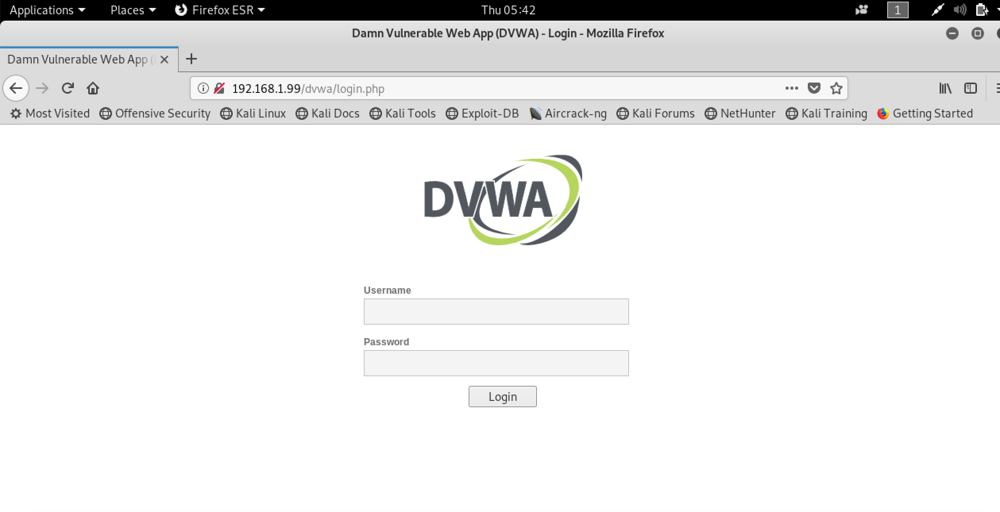 Applications Places Firefox ESR Thu 05:42 1
Damn Vulnerable Web App (DVWA) - Login - Mozilla Firefox
Damn Vulnerable Web App (
192.168.1.99/dvwa/login.php
Most Visited Offensive Security Kali Linux Kali Docs Kali Tools Exploit-DB Aircrack-ng Kali Forums NetHunter Kali Training Getting Started
DVWA
Username
Password
Login